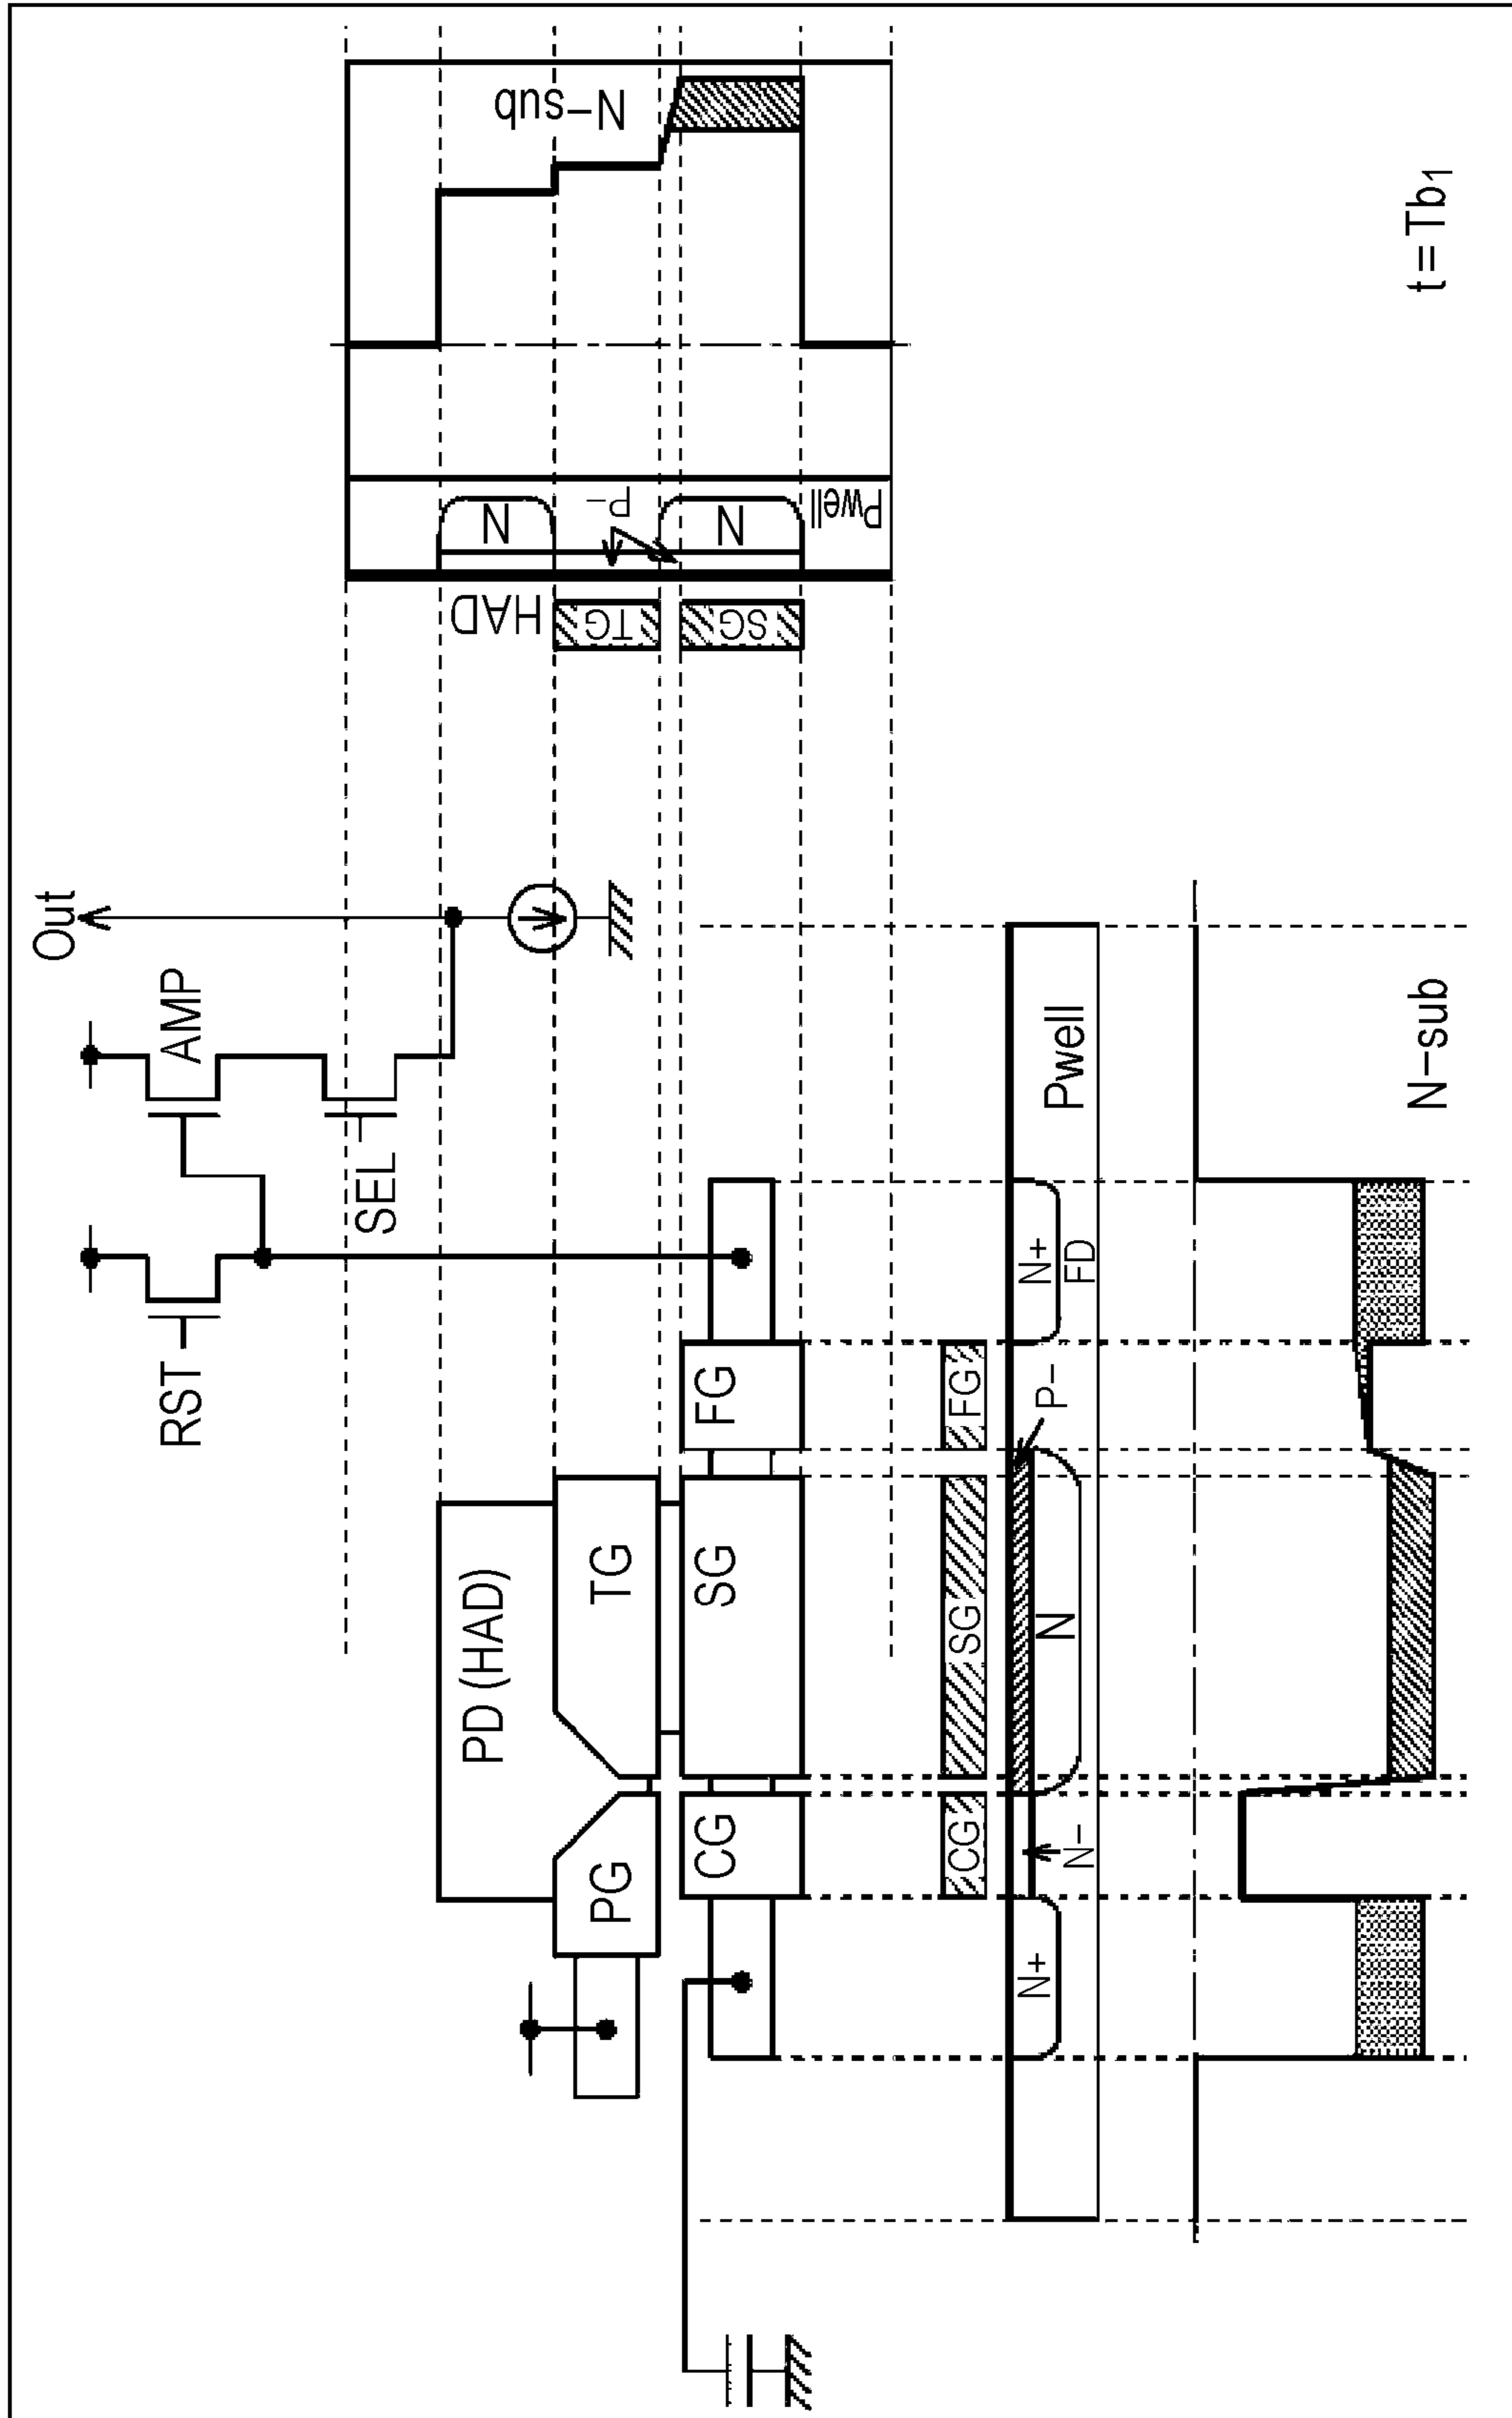 Out
AMP
RST
SEL
PD (HAD)
PG
TG
CG
SG
FG
HAD
TG
SG
N
N
P-
Pwell
N-sub
CG
SG
FG
N+
N-
N
P-
N+
FD
Pwell
N-sub
t = Tb1